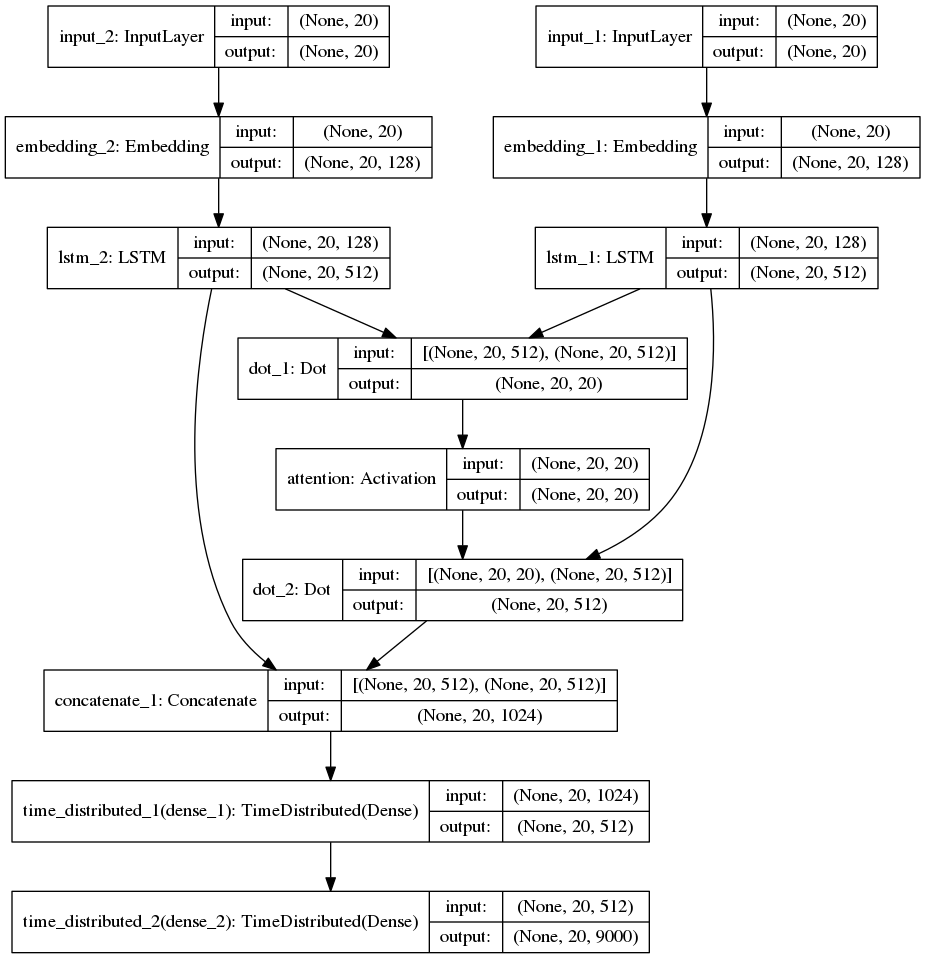 input_2: InputLayer input: (None, 20)
output: (None, 20)
input_1: InputLayer input: (None, 20)
output: (None, 20)
embedding_2: Embedding input: (None, 20)
output: (None, 20, 128)
embedding_1: Embedding input: (None, 20)
output: (None, 20, 128)
lstm_2: LSTM input: (None, 20, 128)
output: (None, 20, 512)
lstm_1: LSTM input: (None, 20, 128)
output: (None, 20, 512)
dot_1: Dot input: [(None, 20, 512), (None, 20, 512)]
output: (None, 20, 20)
attention: Activation input: (None, 20, 20)
output: (None, 20, 20)
dot_2: Dot input: [(None, 20, 20), (None, 20, 512)]
output: (None, 20, 512)
concatenate_1: Concatenate input: [(None, 20, 512), (None, 20, 512)]
output: (None, 20, 1024)
time_distributed_1(dense_1): TimeDistributed(Dense) input: (None, 20, 1024)
output: (None, 20, 512)
time_distributed_2(dense_2): TimeDistributed(Dense) input: (None, 20, 512)
output: (None, 20, 9000)